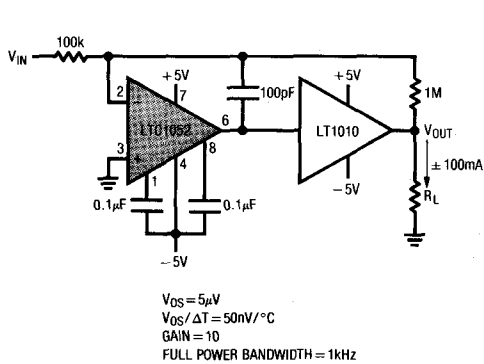 100k
VIN
+5V
7
2
−
LTC1052
6
3
+
8
1
4
0.1µF
0.1µF
−5V
100pF
+5V
LT1010
−5V
1M
VOUT
±100mA
RL
VOS = 5µV
VOS/ΔT = 50nV/°C
GAIN = 10
FULL POWER BANDWIDTH = 1kHz